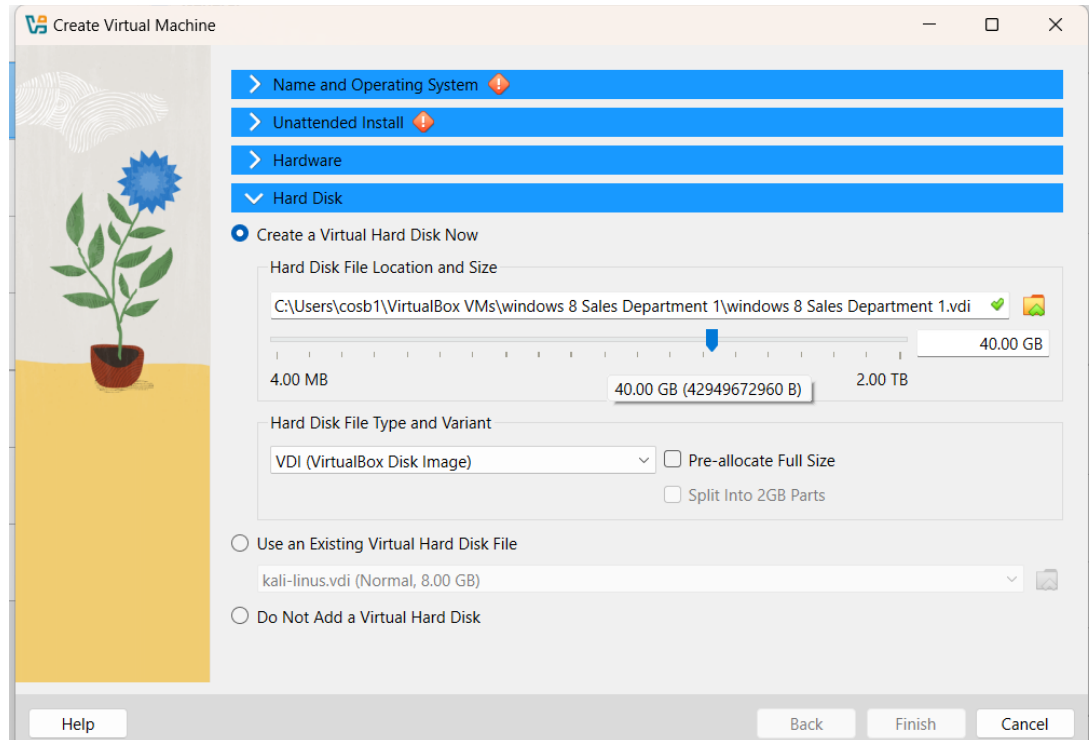 Create Virtual Machine
Name and Operating System
Unattended Install
Hardware
Hard Disk
Create a Virtual Hard Disk Now
Hard Disk File Location and Size
C:\Users\cosb1\VirtualBox VMs\windows 8 Sales Department 1\windows 8 Sales Department 1.vdi
40.00 GB
4.00 MB
2.00 TB
40.00 GB (42949672960 B)
Hard Disk File Type and Variant
VDI (VirtualBox Disk Image)
Pre-allocate Full Size
Split Into 2GB Parts
Use an Existing Virtual Hard Disk File
kali-linus.vdi (Normal, 8.00 GB)
Do Not Add a Virtual Hard Disk
Help
Back
Finish
Cancel